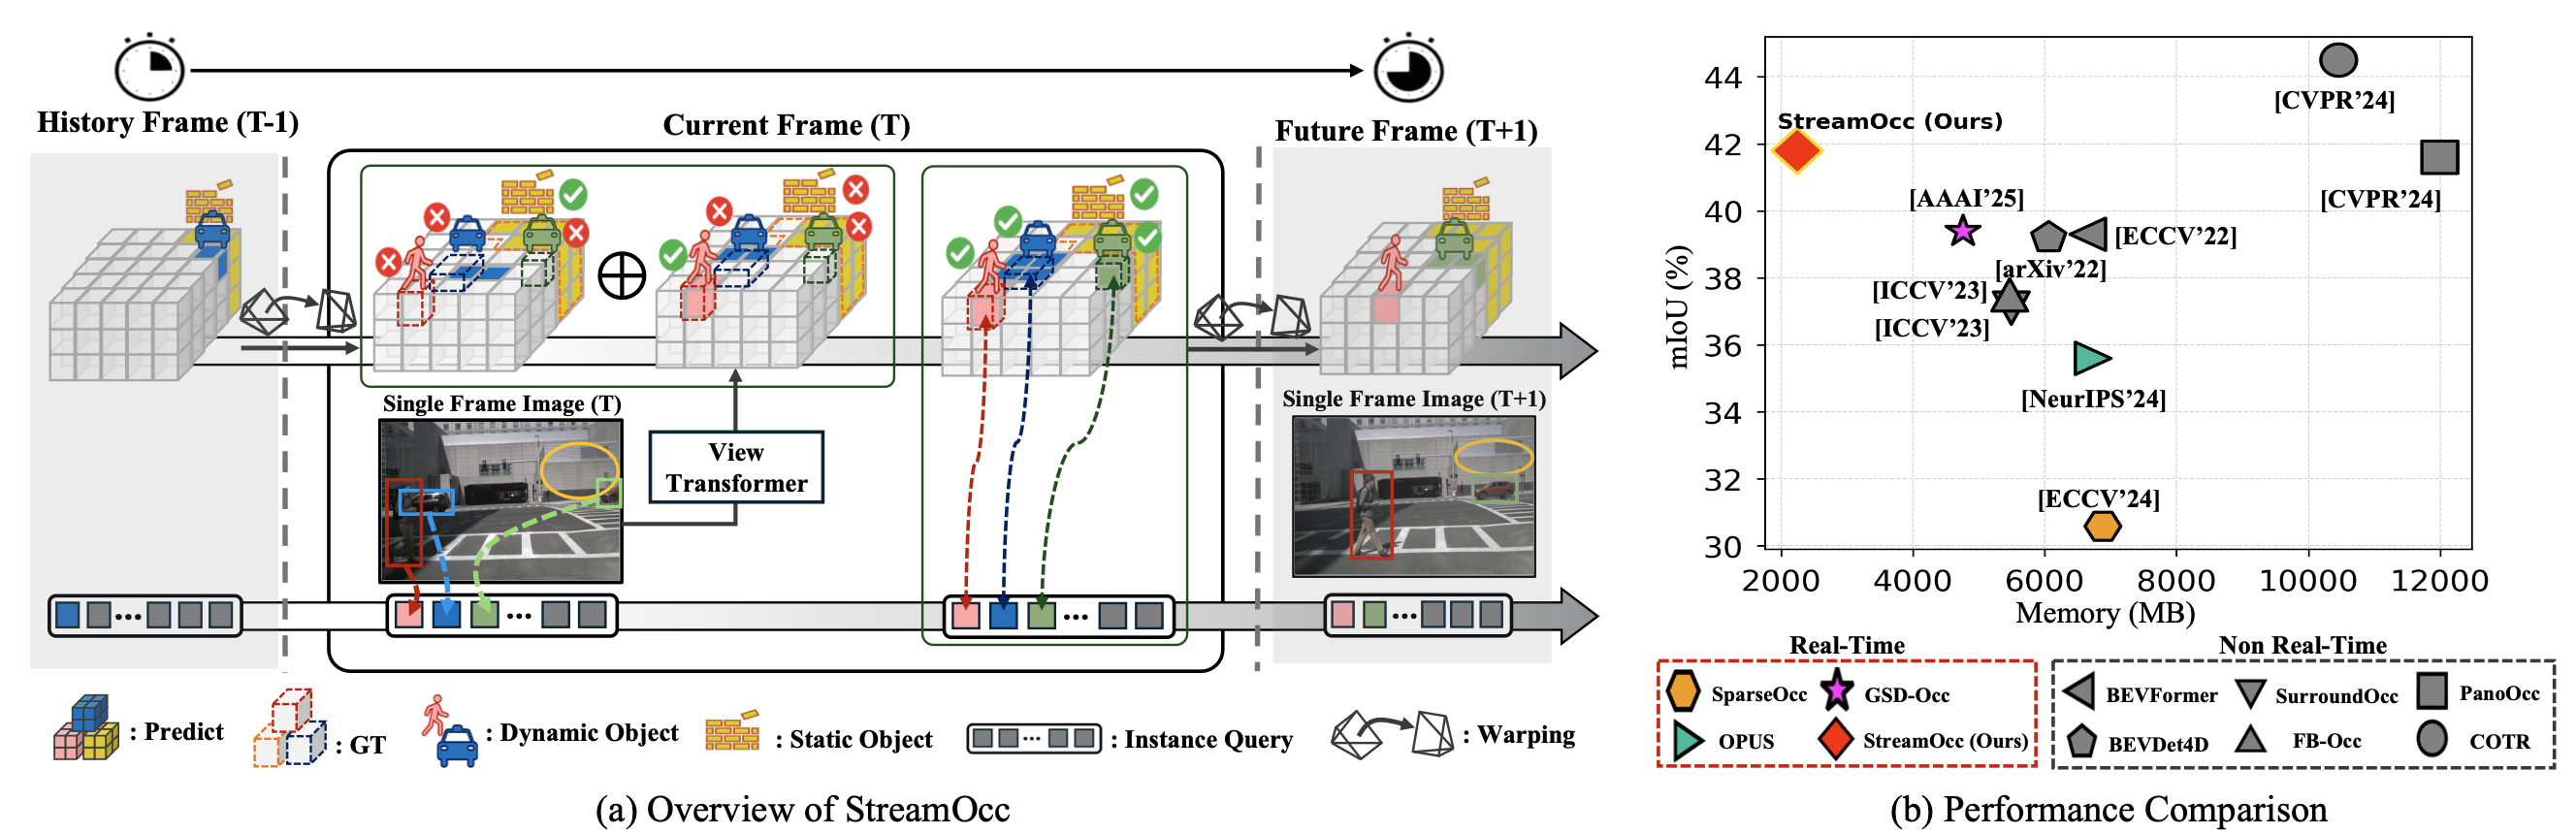 History Frame (T-1)
Current Frame (T)
Future Frame (T+1)
Single Frame Image (T)
View
Transformer
Single Frame Image (T+1)
...
...
...
...
: Predict
: GT
: Dynamic Object
: Static Object
...
: Instance Query
: Warping
(a) Overview of StreamOcc
mIoU (%)
44
42
40
38
36
34
32
30
[CVPR’24]
StreamOcc (Ours)
[CVPR’24]
[AAAI’25]
[ECCV’22]
[arXiv’22]
[ICCV’23]
[ICCV’23]
[NeurIPS’24]
[ECCV’24]
2000 4000 6000 8000 10000 12000
Memory (MB)
Real-Time
SparseOcc GSD-Occ
OPUS StreamOcc (Ours)
Non Real-Time
BEVFormer SurroundOcc PanoOcc
BEVDet4D FB-Occ COTR
(b) Performance Comparison